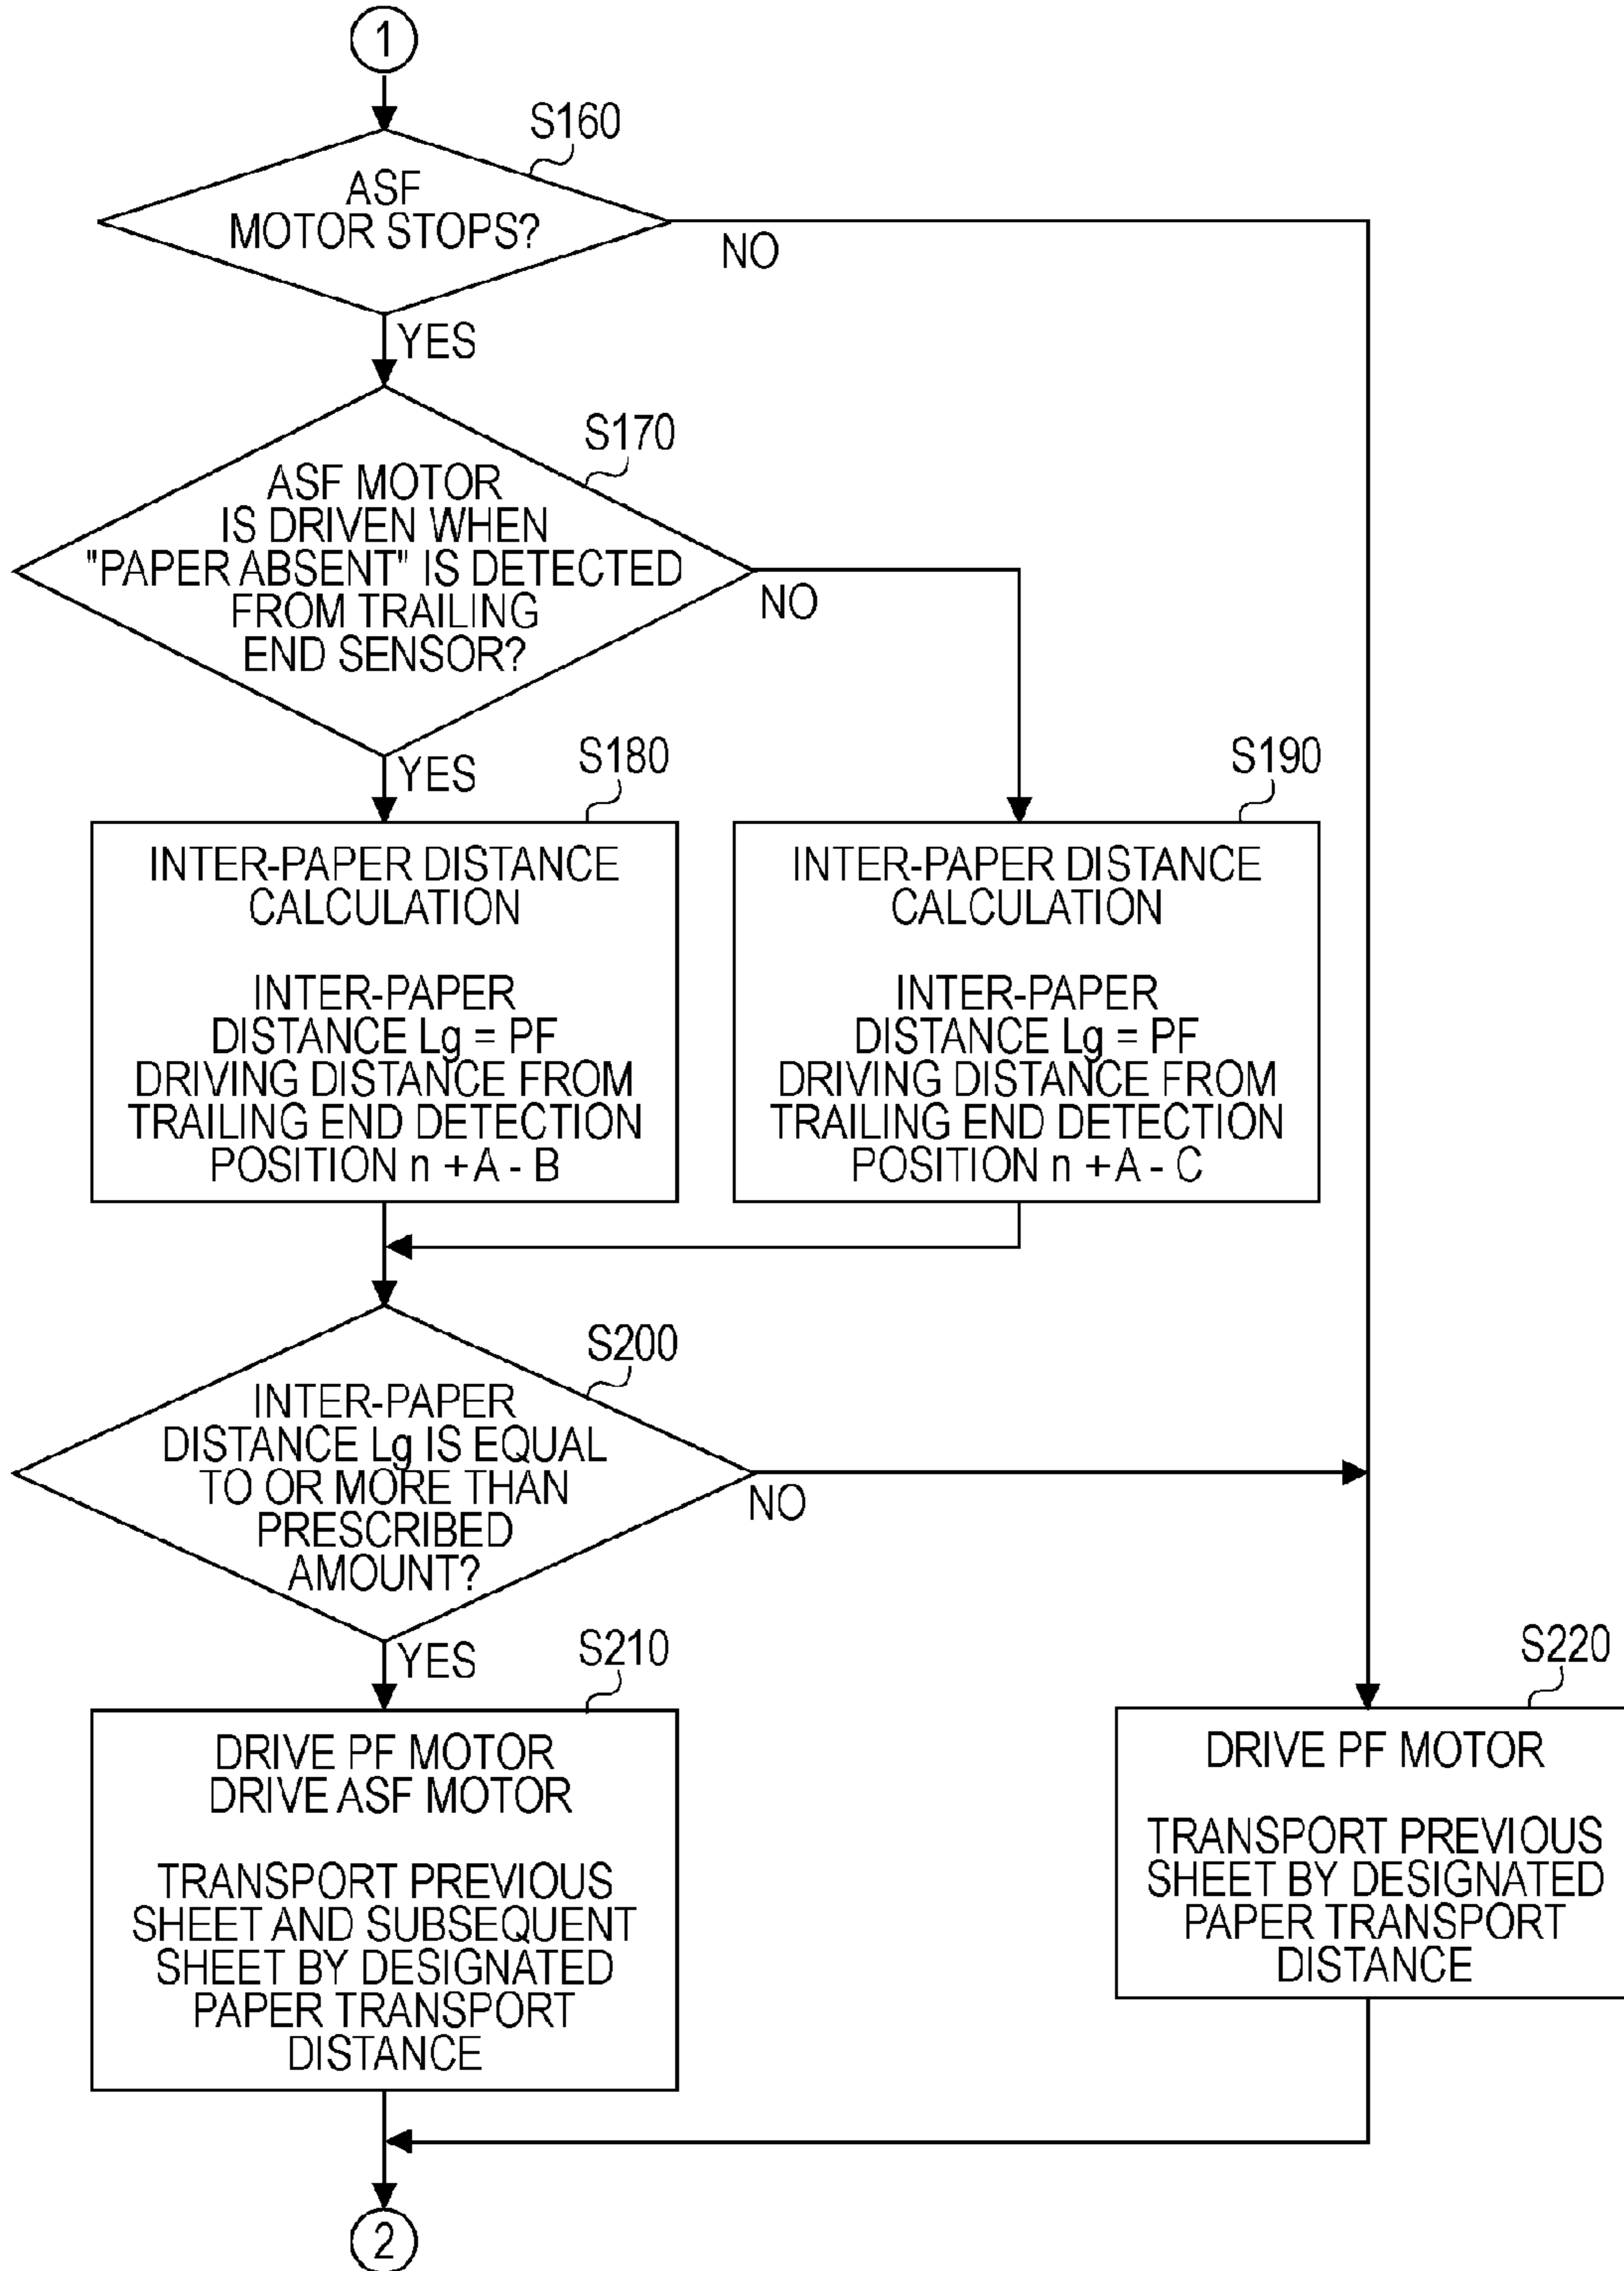 1
S160
ASF
MOTOR STOPS?
NO
YES
S170
ASF MOTOR
IS DRIVEN WHEN
"PAPER ABSENT" IS DETECTED
FROM TRAILING
END SENSOR?
NO
YES
S180
INTER-PAPER DISTANCE
CALCULATION
INTER-PAPER
DISTANCE Lg = PF
DRIVING DISTANCE FROM
TRAILING END DETECTION
POSITION n +A - B
S190
INTER-PAPER DISTANCE
CALCULATION
INTER-PAPER
DISTANCE Lg = PF
DRIVING DISTANCE FROM
TRAILING END DETECTION
POSITION n +A - C
S200
INTER-PAPER
DISTANCE Lg IS EQUAL
TO OR MORE THAN
PRESCRIBED
AMOUNT?
NO
YES
S210
DRIVE PF MOTOR
DRIVE ASF MOTOR
TRANSPORT PREVIOUS
SHEET AND SUBSEQUENT
SHEET BY DESIGNATED
PAPER TRANSPORT
DISTANCE
S220
DRIVE PF MOTOR
TRANSPORT PREVIOUS
SHEET BY DESIGNATED
PAPER TRANSPORT
DISTANCE
2